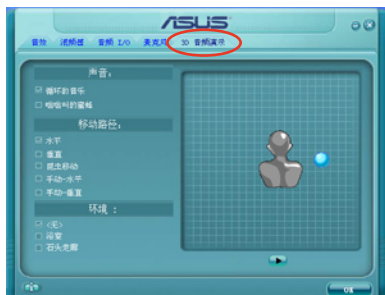 ASUS
音效 混频器 音频 I/O 麦克风 3D 音频演示
声音:
循环的音乐
嗡嗡叫的蜜蜂
移动路径:
水平
垂直
昆虫移动
手动-水平
手动-垂直
环境:
<无>
浴室
石头走廊
OK